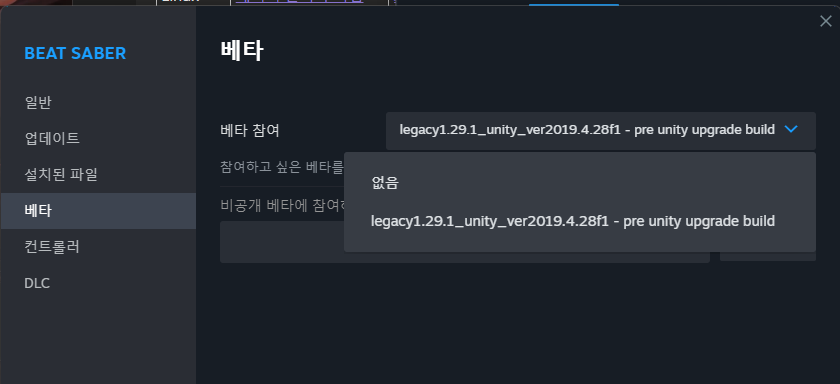 BEAT SABER
일반
업데이트
설치된 파일
베타
컨트롤러
DLC
베타
베타 참여
legacy1.29.1_unity_ver2019.4.28f1 - pre unity upgrade build
참여하고 싶은 베타를
없음
비공개 베타에 참여
legacy1.29.1_unity_ver2019.4.28f1 - pre unity upgrade build